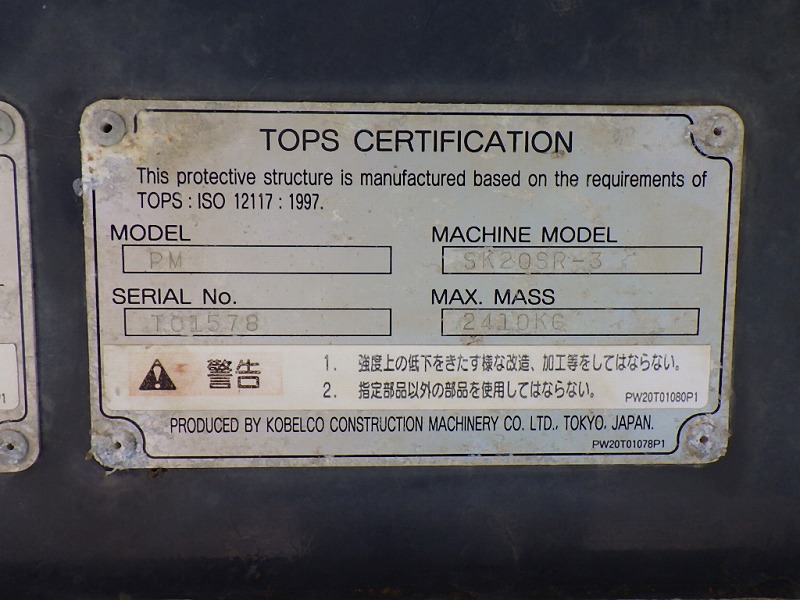 TOPS CERTIFICATION
This protective structure is manufactured based on the requirements of
TOPS : ISO 12117 : 1997.
MODEL MACHINE MODEL
PM SK20SR-3
SERIAL No. MAX. MASS
TO1578 2410KG
警告 1. 強度上の低下をきたす様な改造、加工等をしてはならない。
2. 指定部品以外の部品を使用してはならない。
PW20T01080P1
PRODUCED BY KOBELCO CONSTRUCTION MACHINERY CO. LTD., TOKYO, JAPAN.
PW20T01078P1